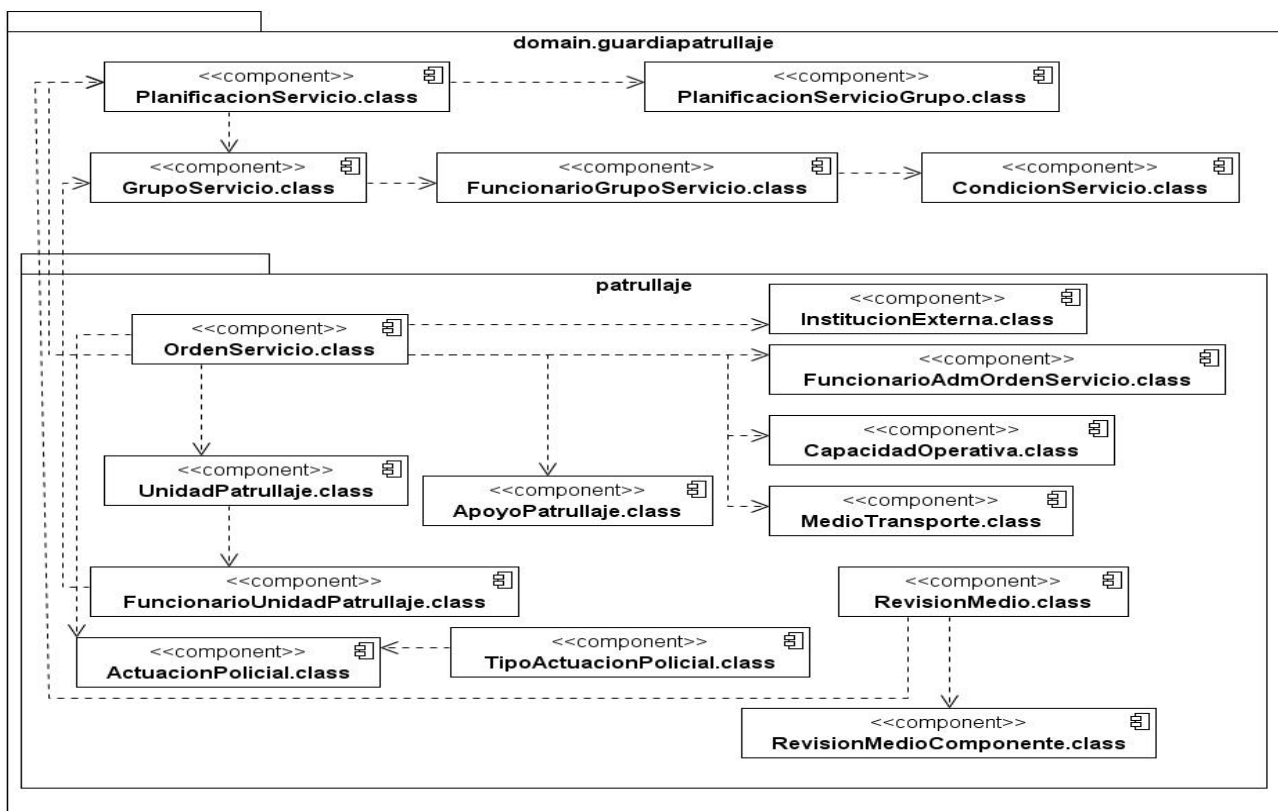 domain.guardiapatrullaje
<<component>>
PlanificacionServicio.class
<<component>>
PlanificacionServicioGrupo.class
<<component>>
GrupoServicio.class
<<component>>
FuncionarioGrupoServicio.class
<<component>>
CondicionServicio.class
patrullaje
<<component>>
OrdenServicio.class
<<component>>
InstitucionExterna.class
<<component>>
FuncionarioAdmOrdenServicio.class
<<component>>
CapacidadOperativa.class
<<component>>
UnidadPatrullaje.class
<<component>>
ApoyoPatrullaje.class
<<component>>
MedioTransporte.class
<<component>>
FuncionarioUnidadPatrullaje.class
<<component>>
RevisionMedio.class
<<component>>
ActuacionPolicial.class
<<component>>
TipoActuacionPolicial.class
<<component>>
RevisionMedioComponente.class